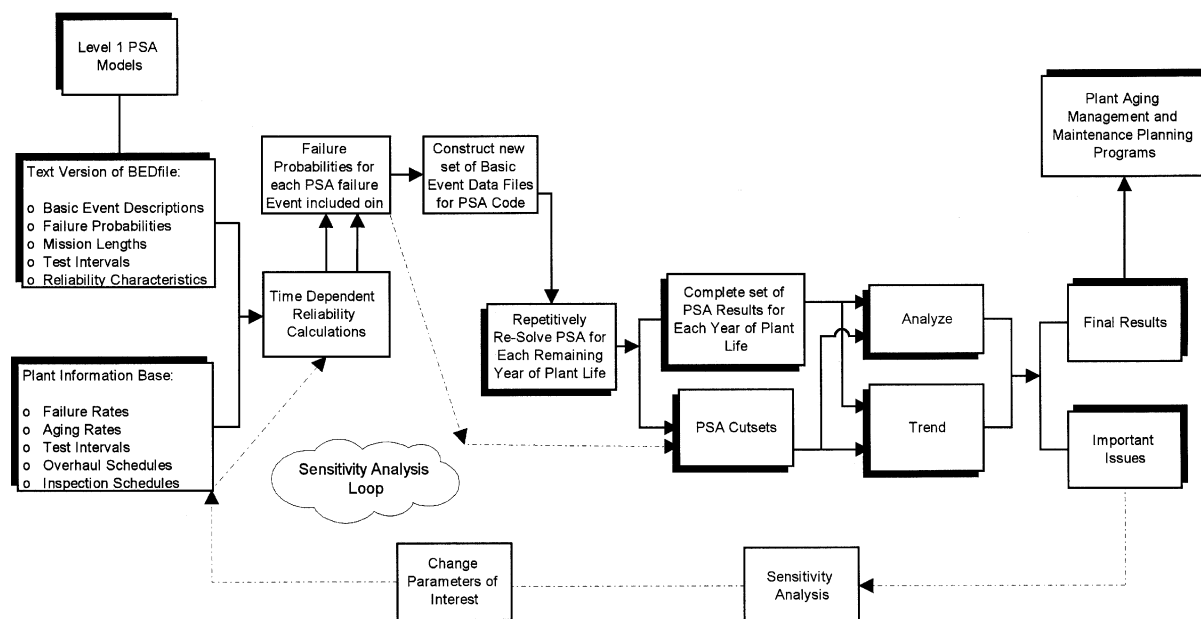 Level 1 PSA
Models
Text Version of BEDfile:
o Basic Event Descriptions
o Failure Probabilities
o Mission Lengths
o Test Intervals
o Reliability Characteristics
Plant Information Base:
o Failure Rates
o Aging Rates
o Test Intervals
o Overhaul Schedules
o Inspection Schedules
Time Dependent
Reliability
Calculations
Failure
Probabilities for
each PSA failure
Event included oin
Construct new
set of Basic
Event Data Files
for PSA Code
Repetitively
Re-Solve PSA for
Each Remaining
Year of Plant Life
Complete set of
PSA Results for
Each Year of Plant
Life
PSA Cutsets
Analyze
Trend
Final Results
Important
Issues
Plant Aging
Management and
Maintenance Planning
Programs
Sensitivity Analysis
Loop
Change
Parameters of
Interest
Sensitivity
Analysis